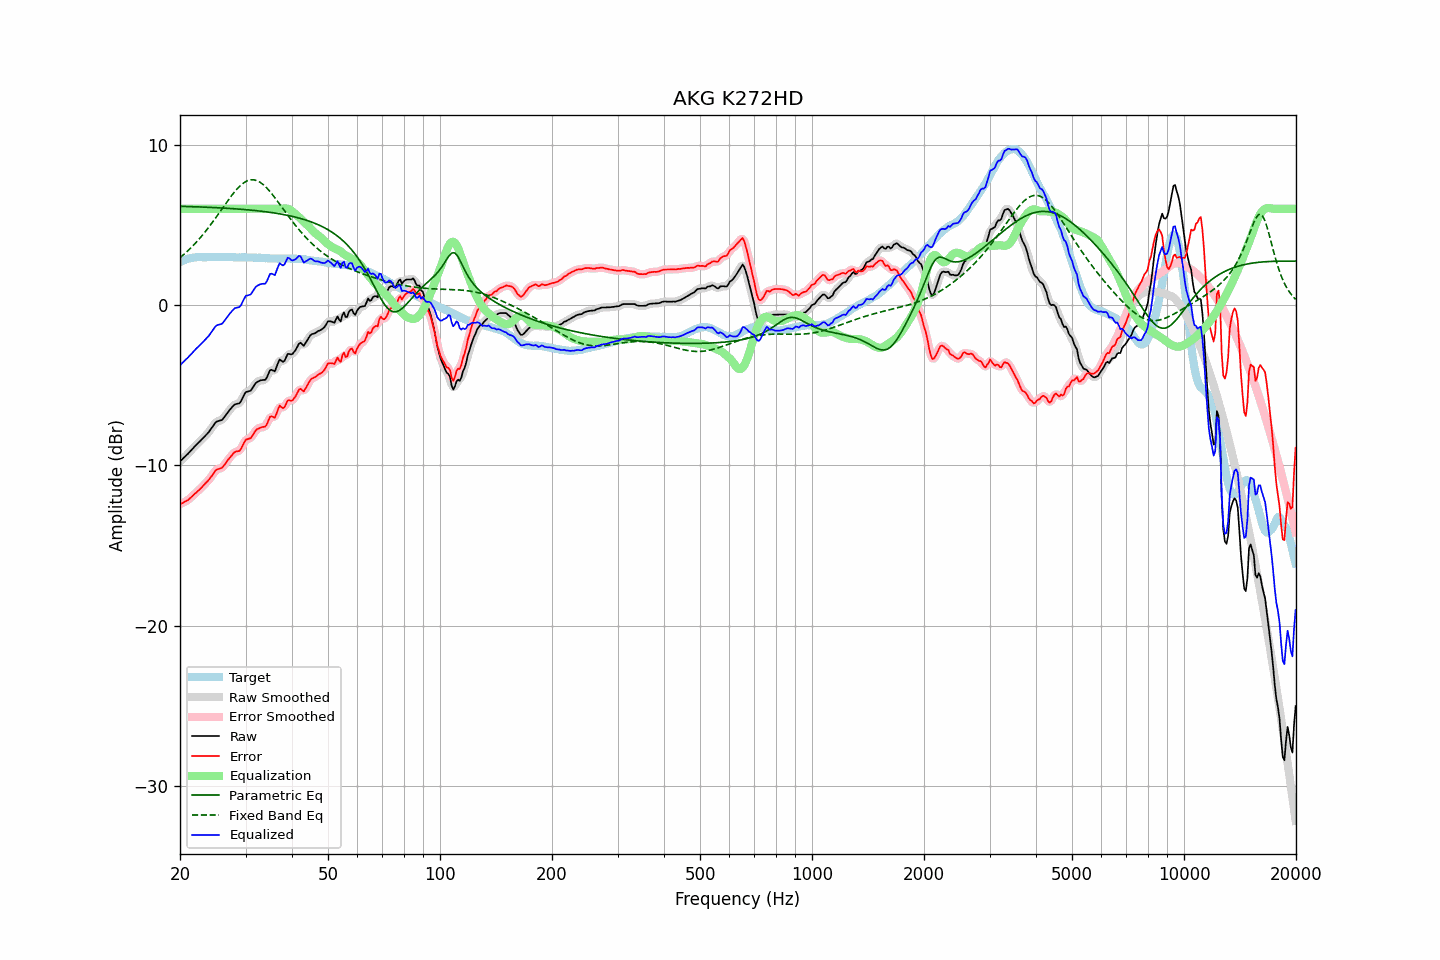 AKG K272HD
Amplitude (dBr)
10
0
−10
−20
−30
Target
Raw Smoothed
Error Smoothed
Raw
Error
Equalization
Parametric Eq
Fixed Band Eq
Equalized
20 50 100 200 500 1000 2000 5000 10000 20000
Frequency (Hz)